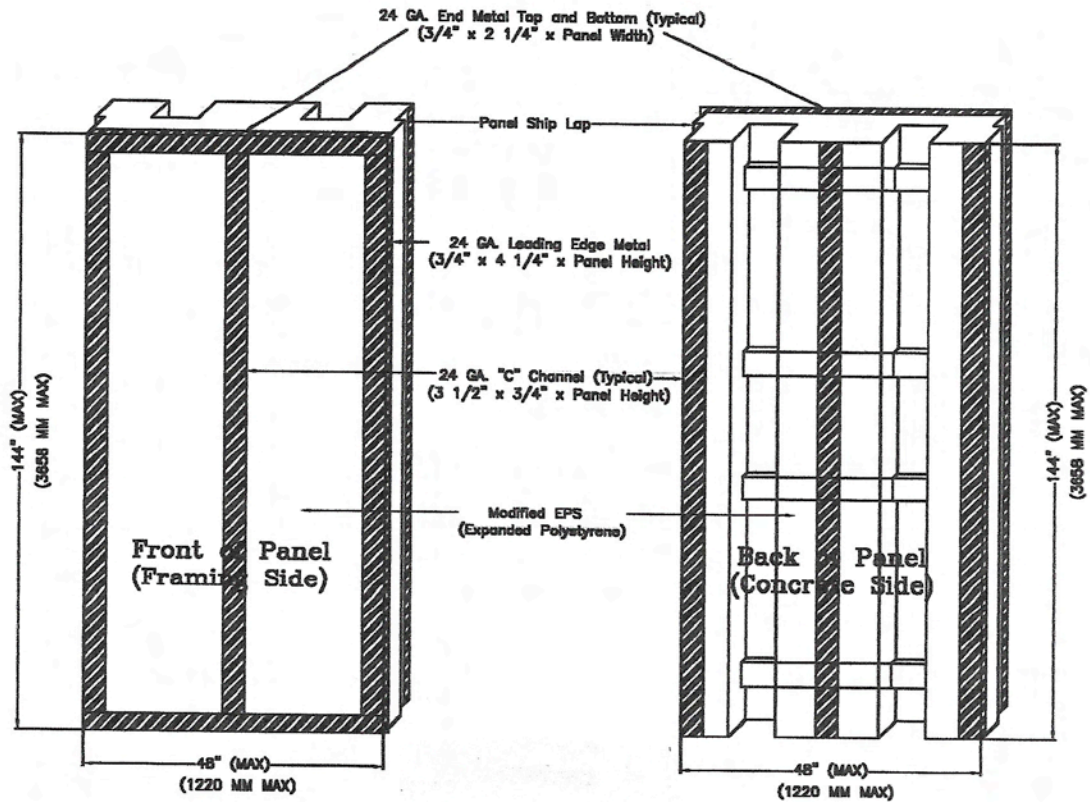 24 GA. End Metal Top and Bottom (Typical)
(3/4" x 2 1/4" x Panel Width)
Panel Ship Lap
24 GA. Leading Edge Metal
(3/4" x 4 1/4" x Panel Height)
24 GA. "C" Channel (Typical)
(3 1/2" x 3/4" x Panel Height)
Modified EPS
(Expanded Polystyrene)
Front of Panel
(Framing Side)
Back of Panel
(Concrete Side)
144" (MAX)
(3658 MM MAX)
144" (MAX)
(3658 MM MAX)
48" (MAX)
(1220 MM MAX)
48" (MAX)
(1220 MM MAX)